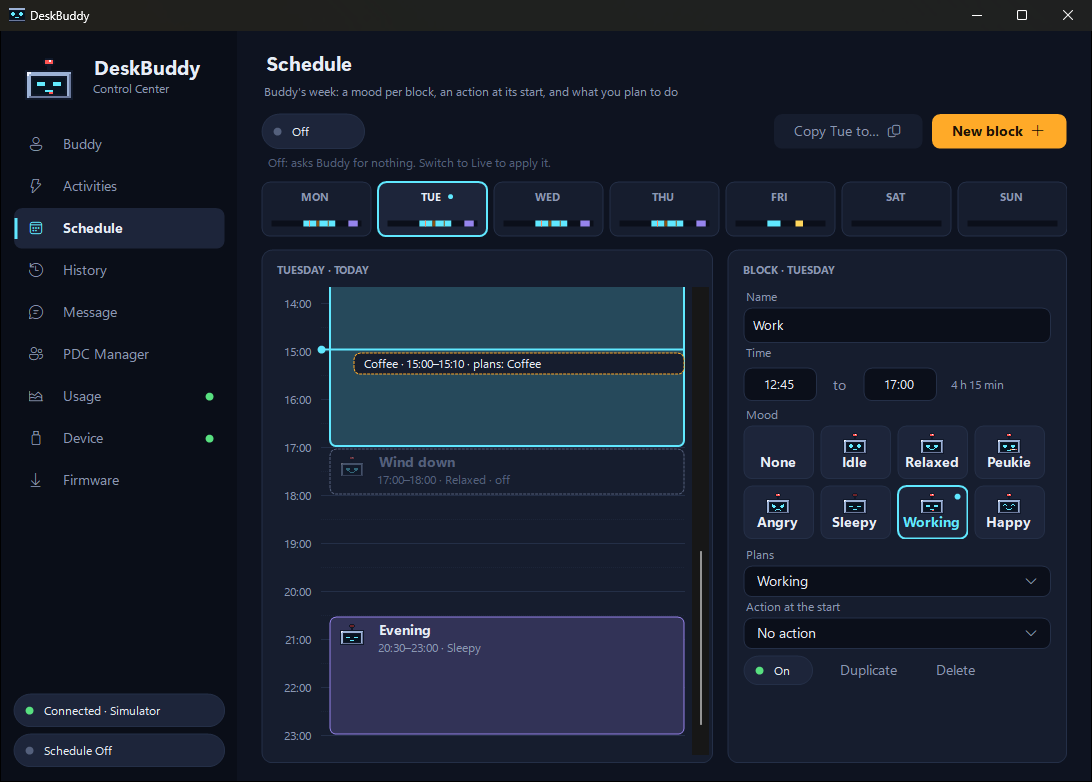 DeskBuddy
DeskBuddy
Control Center
Buddy
Activities
Schedule
History
Message
PDC Manager
Usage
Device
Firmware
Connected · Simulator
Schedule Off
Schedule
Buddy's week: a mood per block, an action at its start, and what you plan to do
Off
Copy Tue to...
New block +
Off: asks Buddy for nothing. Switch to Live to apply it.
MON
TUE
WED
THU
FRI
SAT
SUN
TUESDAY · TODAY
14:00
15:00
Coffee · 15:00–15:10 · plans: Coffee
16:00
17:00
Wind down
17:00–18:00 · Relaxed · off
18:00
19:00
20:00
Evening
21:00
20:30–23:00 · Sleepy
22:00
23:00
BLOCK · TUESDAY
Name
Work
Time
12:45 to 17:00 4 h 15 min
Mood
None Idle Relaxed Peukie
Angry Sleepy Working Happy
Plans
Working
Action at the start
No action
On Duplicate Delete